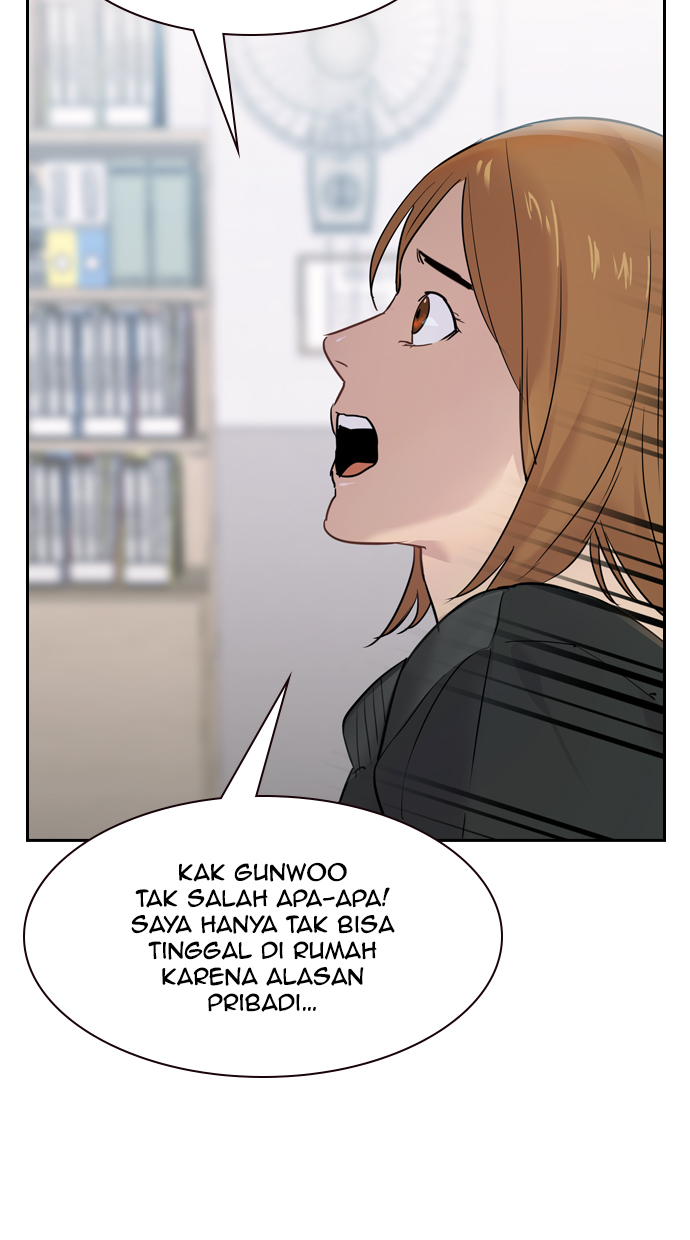 KAK GUNWOO
TAK SALAH APA-APA!
SAYA HANYA TAK BISA
TINGGAL DI RUMAH
KARENA ALASAN
PRIBADI...